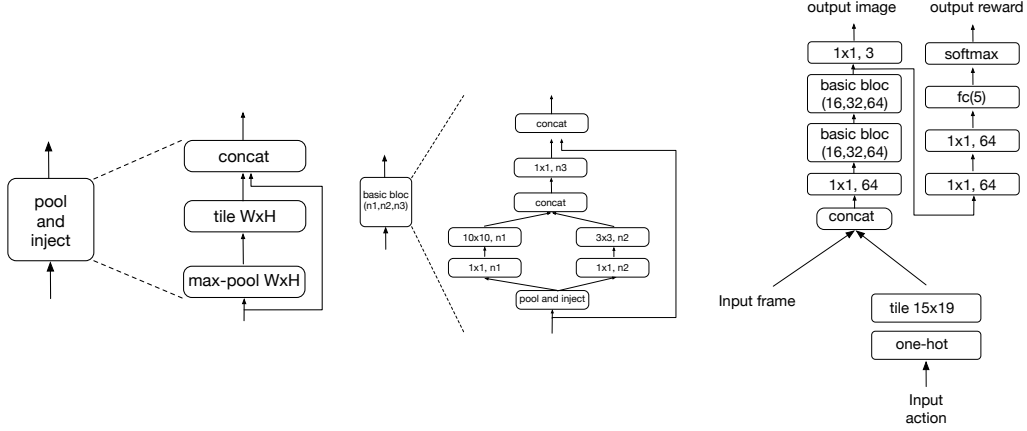 pool
and
inject
concat
tile WxH
max-pool WxH
basic bloc
(n1,n2,n3)
concat
1x1, n3
concat
10x10, n1
3x3, n2
1x1, n1
1x1, n2
pool and inject
output image
output reward
1x1, 3
softmax
basic bloc
(16,32,64)
fc(5)
basic bloc
(16,32,64)
1x1, 64
1x1, 64
1x1, 64
concat
Input frame
tile 15x19
one-hot
Input
action